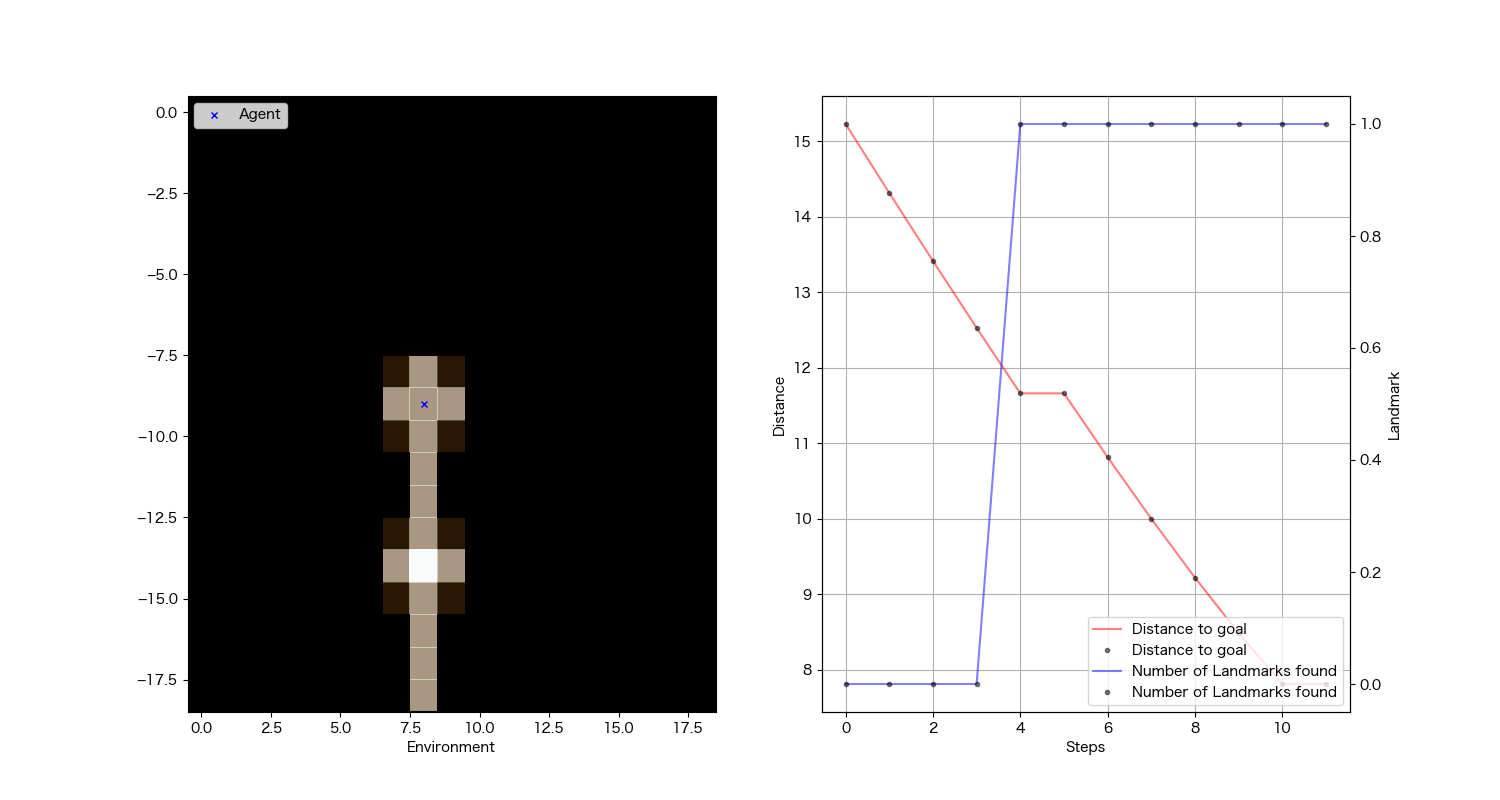 Agent
0.0
−2.5
−5.0
−7.5
−10.0
−12.5
−15.0
−17.5
0.0 2.5 5.0 7.5 10.0 12.5 15.0 17.5
Environment
15
14
13
12
11
10
9
8
Distance
0 2 4 6 8 10
Steps
1.0
0.8
0.6
0.4
0.2
0.0
Landmark
Distance to goal
Distance to goal
Number of Landmarks found
Number of Landmarks found